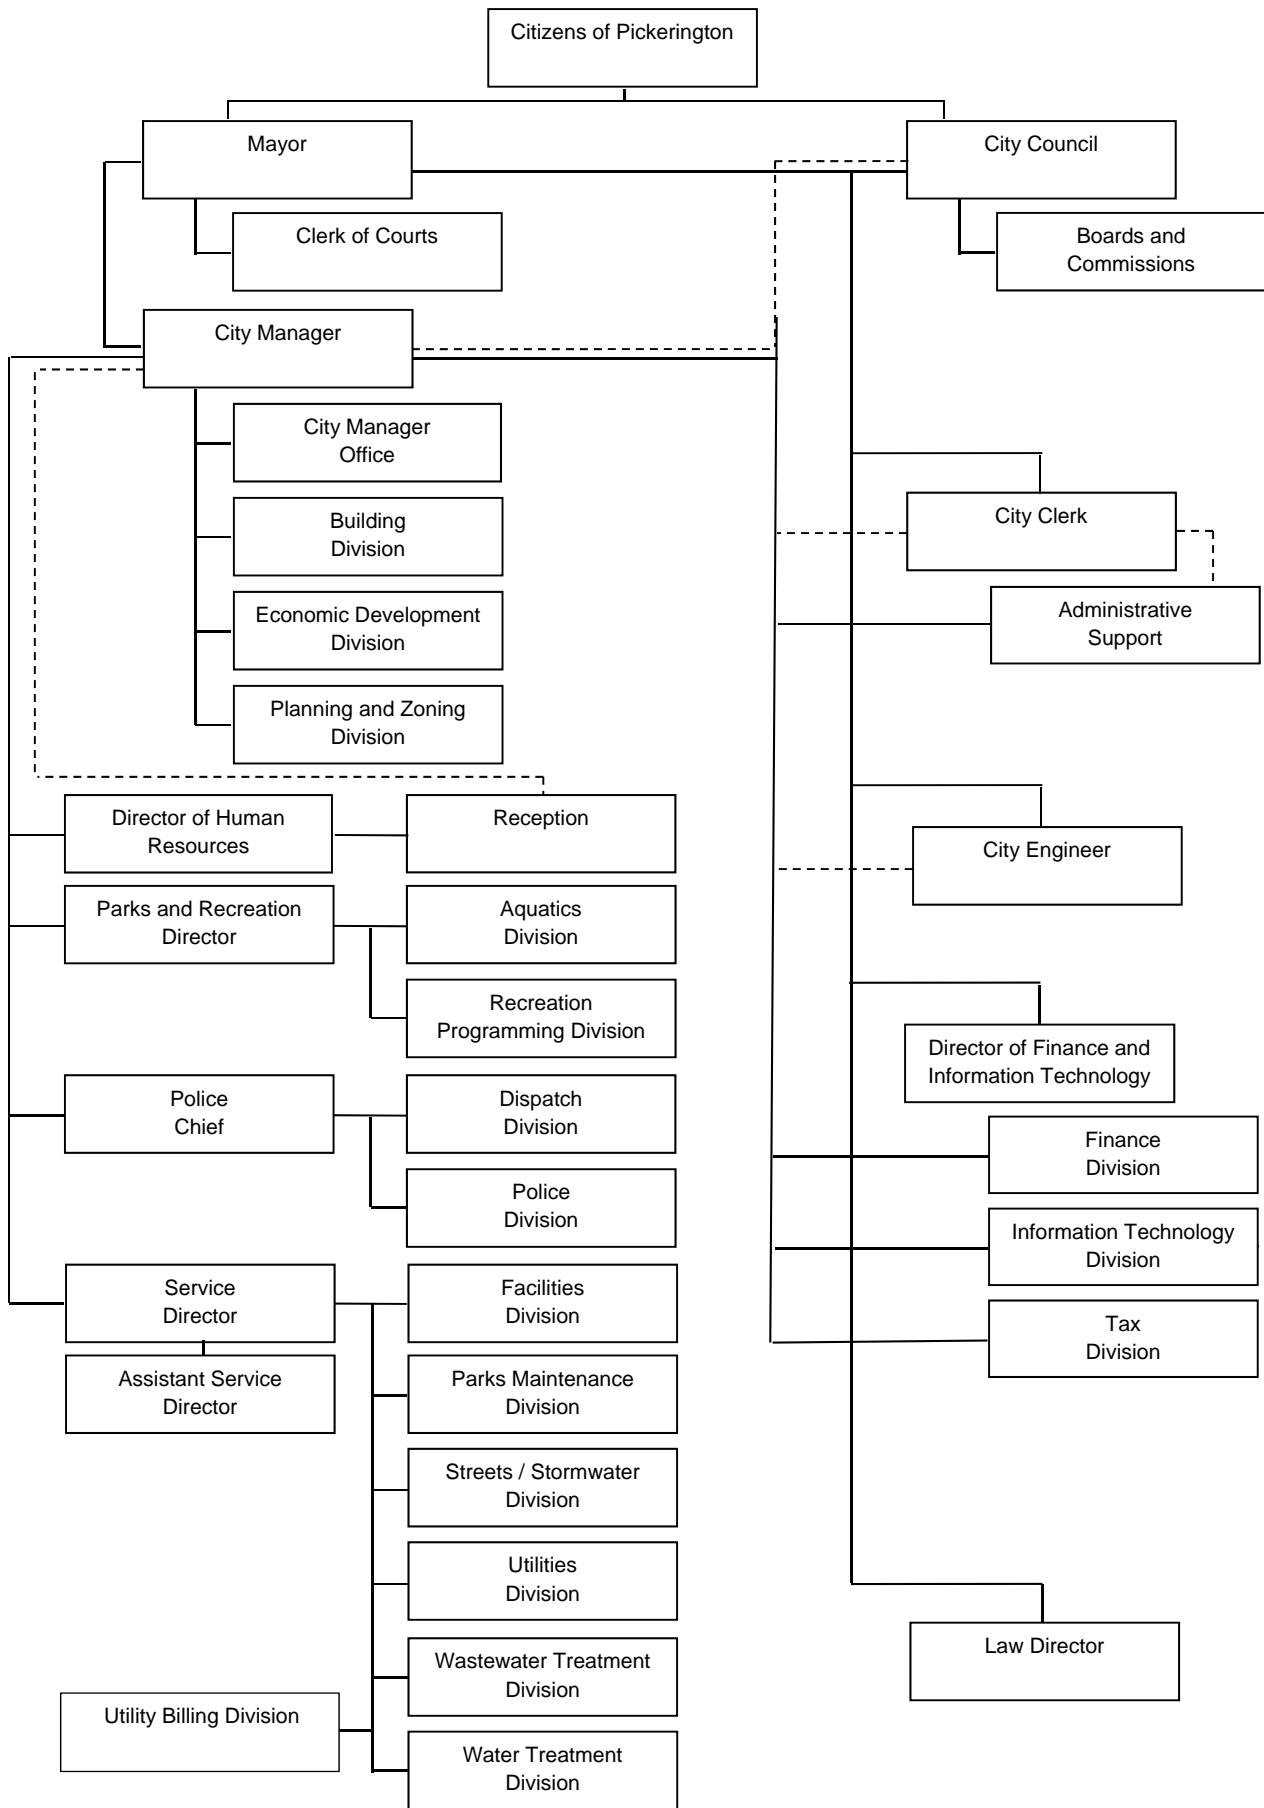 Citizens of Pickerington
Mayor
City Council
Clerk of Courts
Boards and
Commissions
City Manager
City Manager
Office
Building
Division
Economic Development
Division
Planning and Zoning
Division
City Clerk
Administrative
Support
Director of Human
Resources
Reception
City Engineer
Parks and Recreation
Director
Aquatics
Division
Recreation
Programming Division
Director of Finance and
Information Technology
Police
Chief
Dispatch
Division
Police
Division
Finance
Division
Information Technology
Division
Tax
Division
Service
Director
Facilities
Division
Assistant Service
Director
Parks Maintenance
Division
Streets / Stormwater
Division
Utilities
Division
Wastewater Treatment
Division
Law Director
Utility Billing Division
Water Treatment
Division